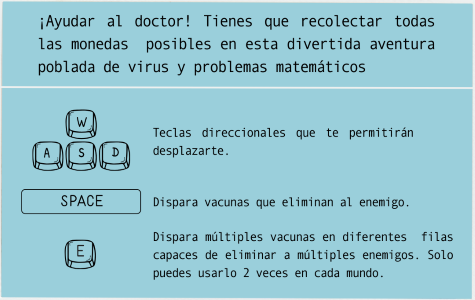 ¡Ayudar al doctor! Tienes que recolectar todas
las monedas posibles en esta divertida aventura
poblada de virus y problemas matemáticos
W
A S D
Teclas direccionales que te permitirán
desplazarte.
SPACE
Dispara vacunas que eliminan al enemigo.
E
Dispara múltiples vacunas en diferentes filas
capaces de eliminar a múltiples enemigos. Solo
puedes usarlo 2 veces en cada mundo.